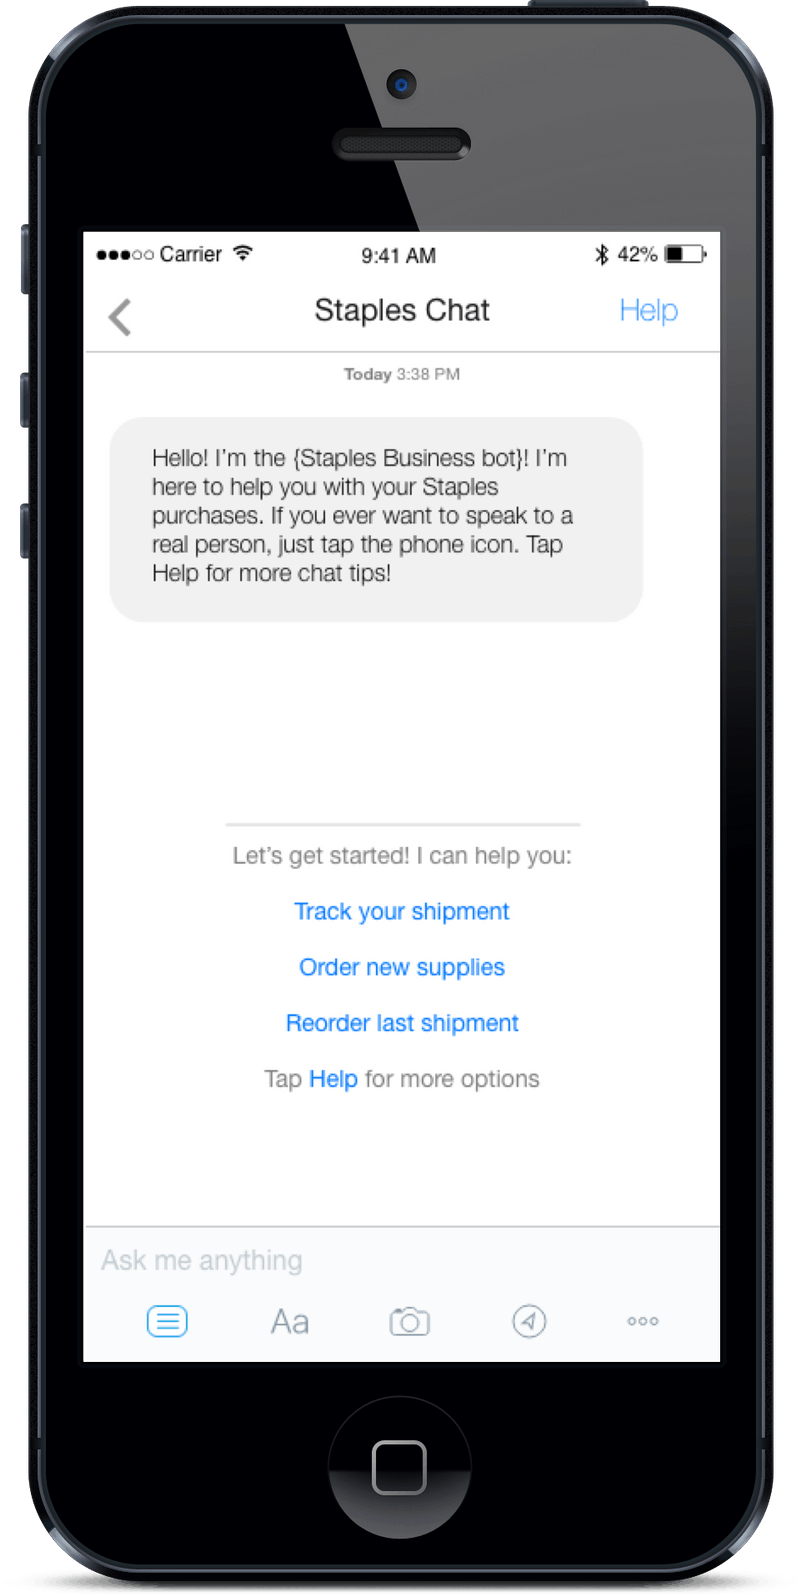 Carrier 9:41 AM 42%
Staples Chat Help
Today 3:38 PM
Hello! I'm the {Staples Business bot}! I'm
here to help you with your Staples
purchases. If you ever want to speak to a
real person, just tap the phone icon. Tap
Help for more chat tips!
Let's get started! I can help you:
Track your shipment
Order new supplies
Reorder last shipment
Tap Help for more options
Ask me anything
Aa